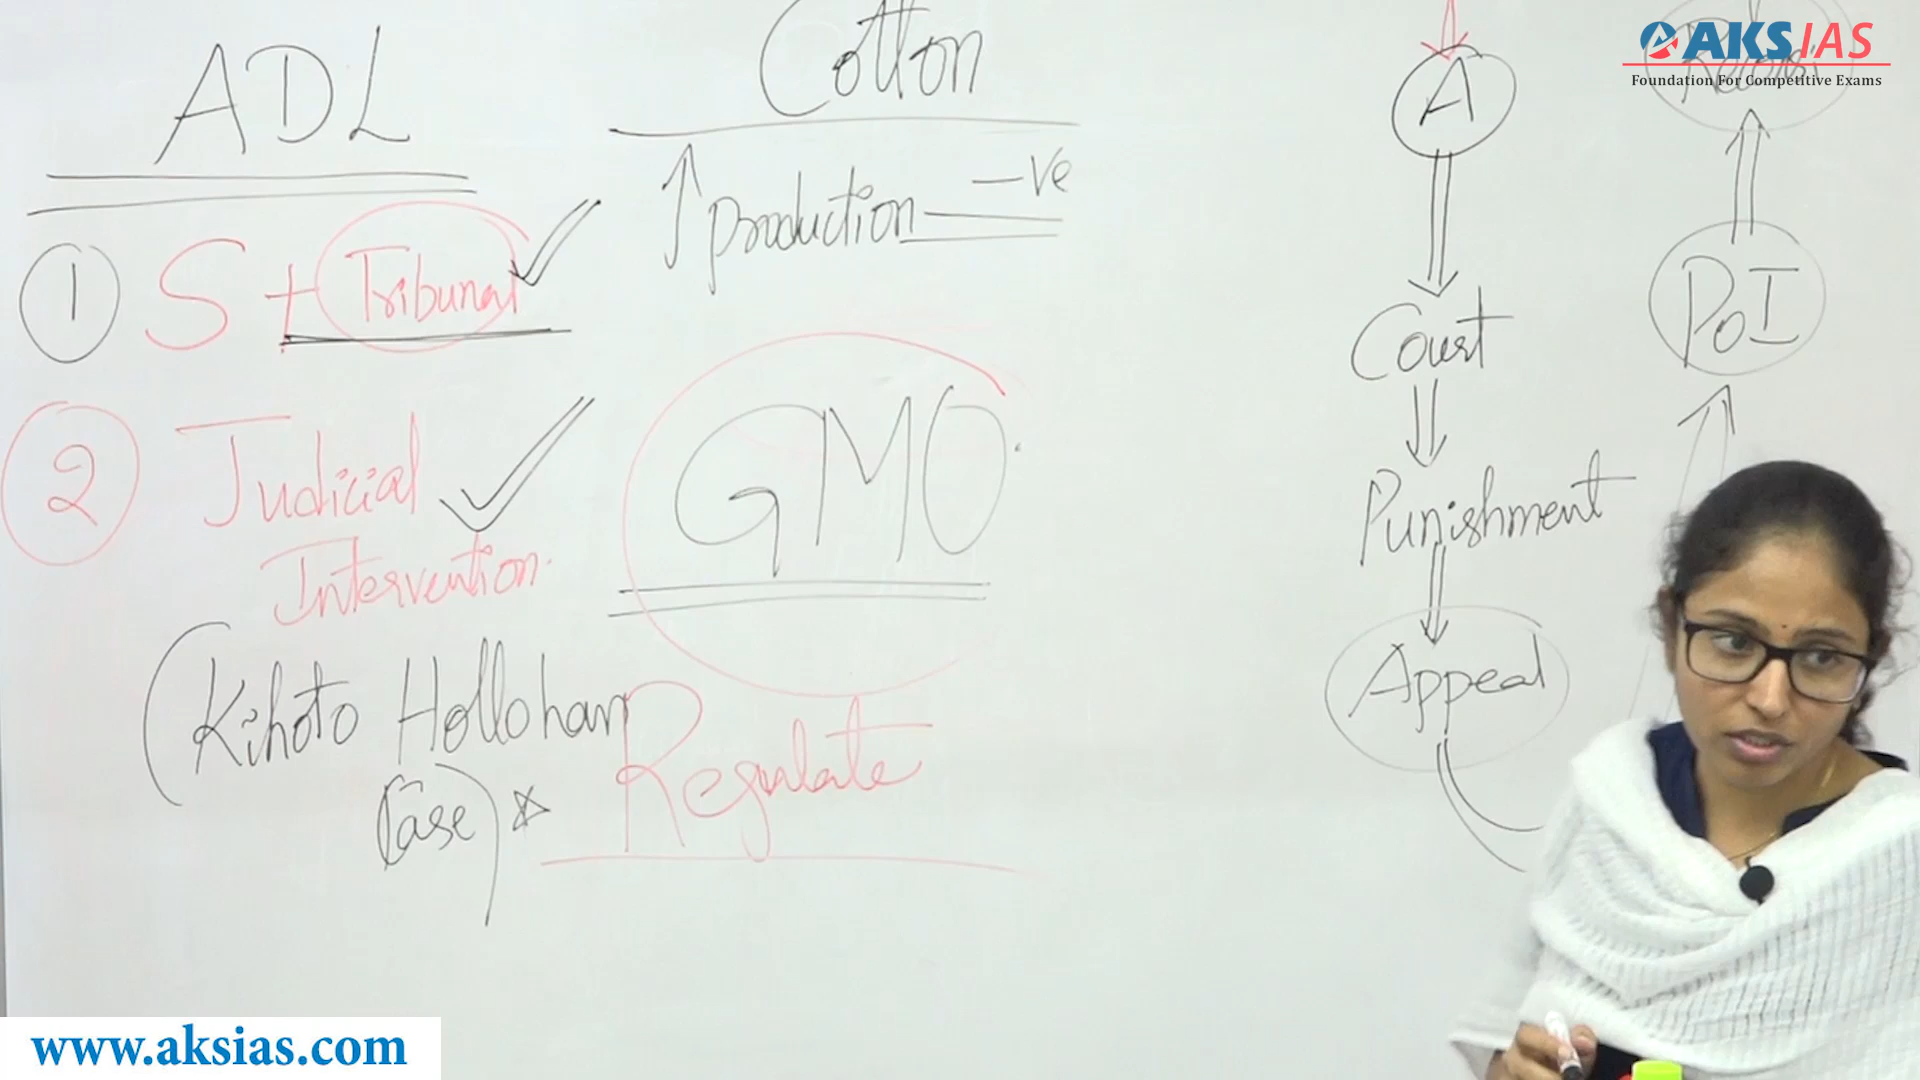 ADL
① S + Tribunal
② Judicial
Intervention.
(Kihoto Hollohan
Case) *
Cotton
↑ production - -ve
GMO
Regulate
A
Court
Punishment
Appeal
PoI
AKS IAS
Foundation For Competitive Exams
www.aksias.com